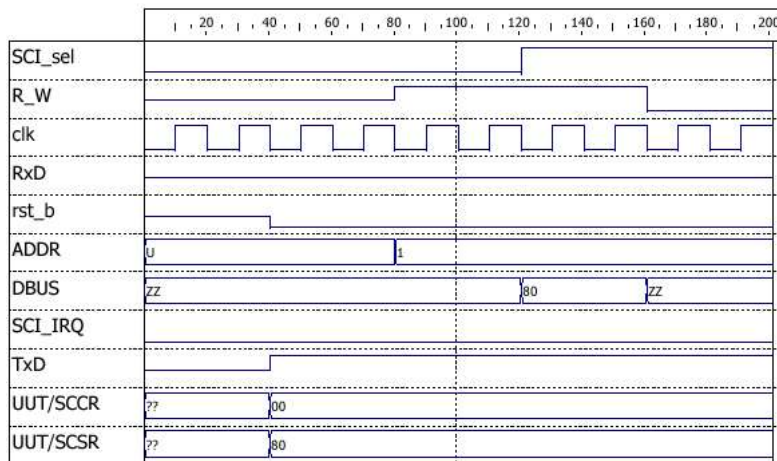 20 40 60 80 100 120 140 160 180 200
SCI_sel
R_W
clk
RxD
rst_b
ADDR U 1
DBUS ZZ 80 ZZ
SCI_IRQ
TxD
UUT/SCCR ?? 00
UUT/SCSR ?? 80